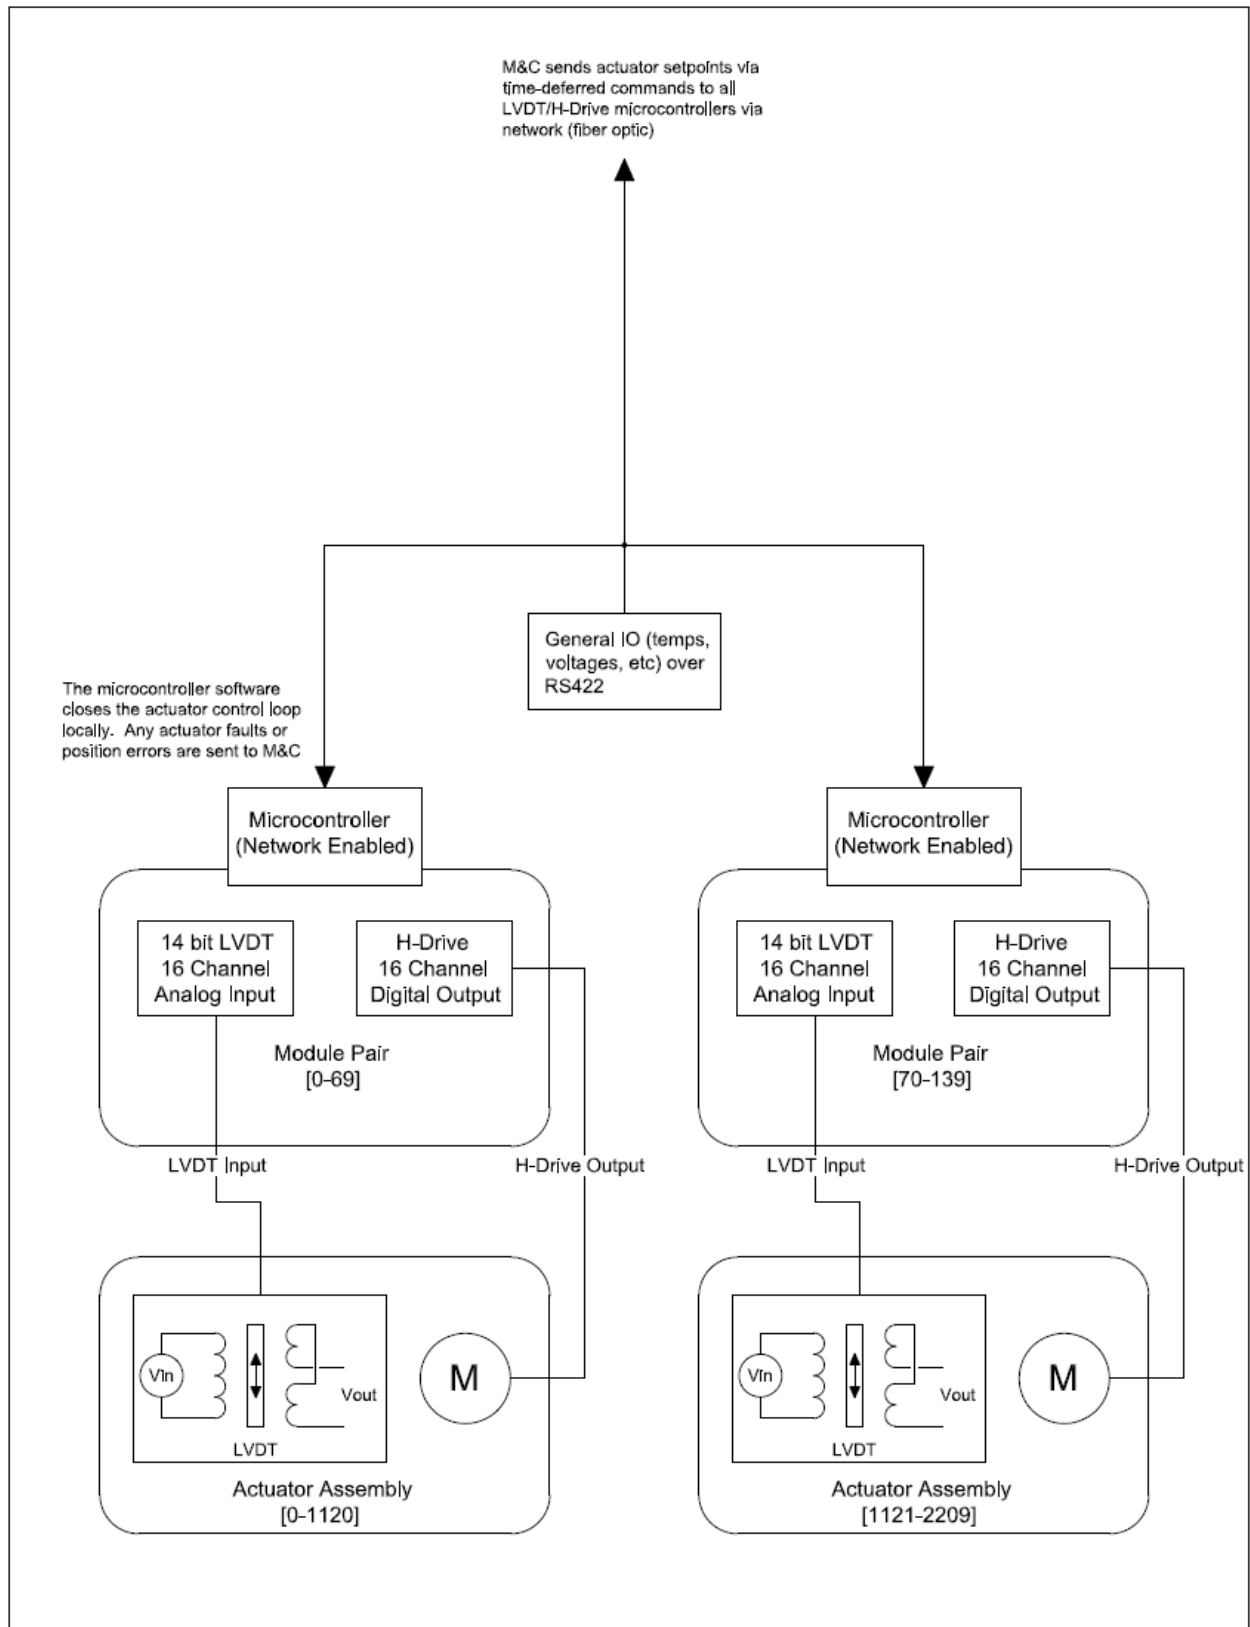 M&C sends actuator setpoints via
time-deferred commands to all
LVDT/H-Drive microcontrollers via
network (fiber optic)
General IO (temps,
voltages, etc) over
RS422
The microcontroller software
closes the actuator control loop
locally. Any actuator faults or
position errors are sent to M&C
Microcontroller
(Network Enabled)
14 bit LVDT
16 Channel
Analog Input
H-Drive
16 Channel
Digital Output
Module Pair
[0-69]
LVDT Input
H-Drive Output
Vin
Vout
LVDT
M
Actuator Assembly
[0-1120]
Microcontroller
(Network Enabled)
14 bit LVDT
16 Channel
Analog Input
H-Drive
16 Channel
Digital Output
Module Pair
[70-139]
LVDT Input
H-Drive Output
Vin
Vout
LVDT
M
Actuator Assembly
[1121-2209]